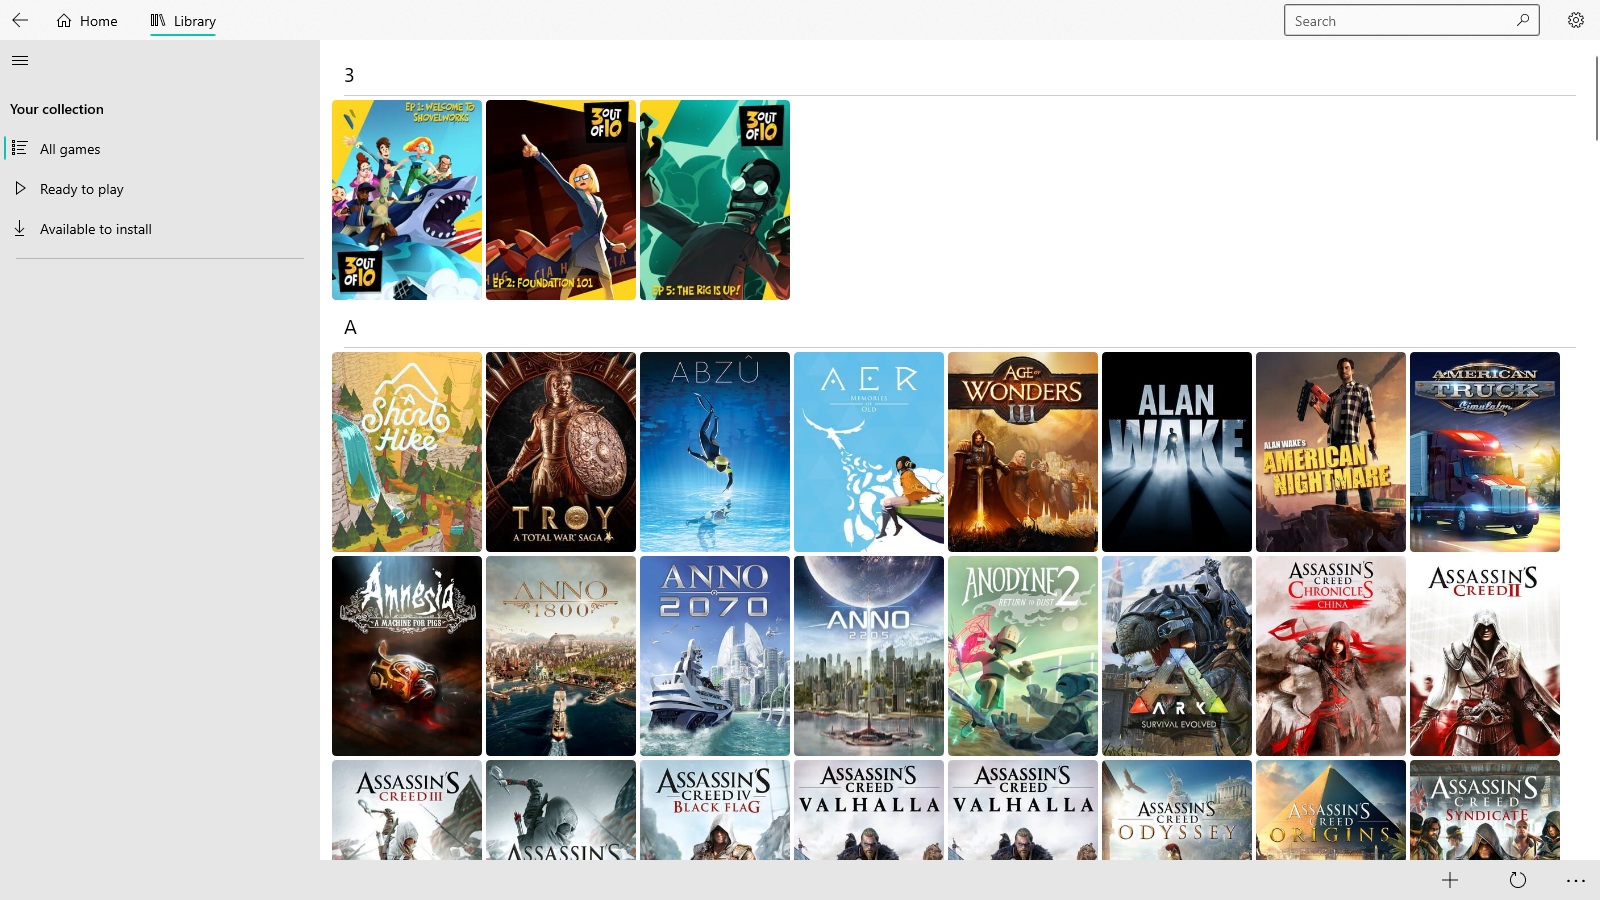 Home
Library
Search
Your collection
All games
Ready to play
Available to install
3
EP 1: WELCOME TO
SHOVELWORKS
3 OUT
OF 10
3 OUT
OF 10
EP 2: FOUNDATION 101
3 OUT
OF 10
EP 5: THE RIG IS UP!
A
A
Short
Hike
TROY
A TOTAL WAR SAGA
ABZÛ
AER
MEMORIES
OF
OLD
AGE OF
WONDERS
III
ALAN
WAKE
ALAN WAKE'S
AMERICAN
NIGHTMARE
AMERICAN
TRUCK
Simulator
Amnesia
A MACHINE FOR PIGS
ANNO
1800
ANNO
2070
ANNO
2205
ANODYNE 2
RETURN TO DUST
ARK
SURVIVAL EVOLVED
ASSASSIN'S
CREED
CHRONICLES
CHINA
ASSASSIN'S
CREED II
ASSASSIN'S
CREED III
ASSASSIN'S
ASSASSIN'S
CREED IV
BLACK FLAG
ASSASSIN'S
CREED
VALHALLA
ASSASSIN'S
CREED
VALHALLA
ASSASSIN'S
CREED
ODYSSEY
ASSASSIN'S
CREED
ORIGINS
ASSASSIN'S
CREED
SYNDICATE